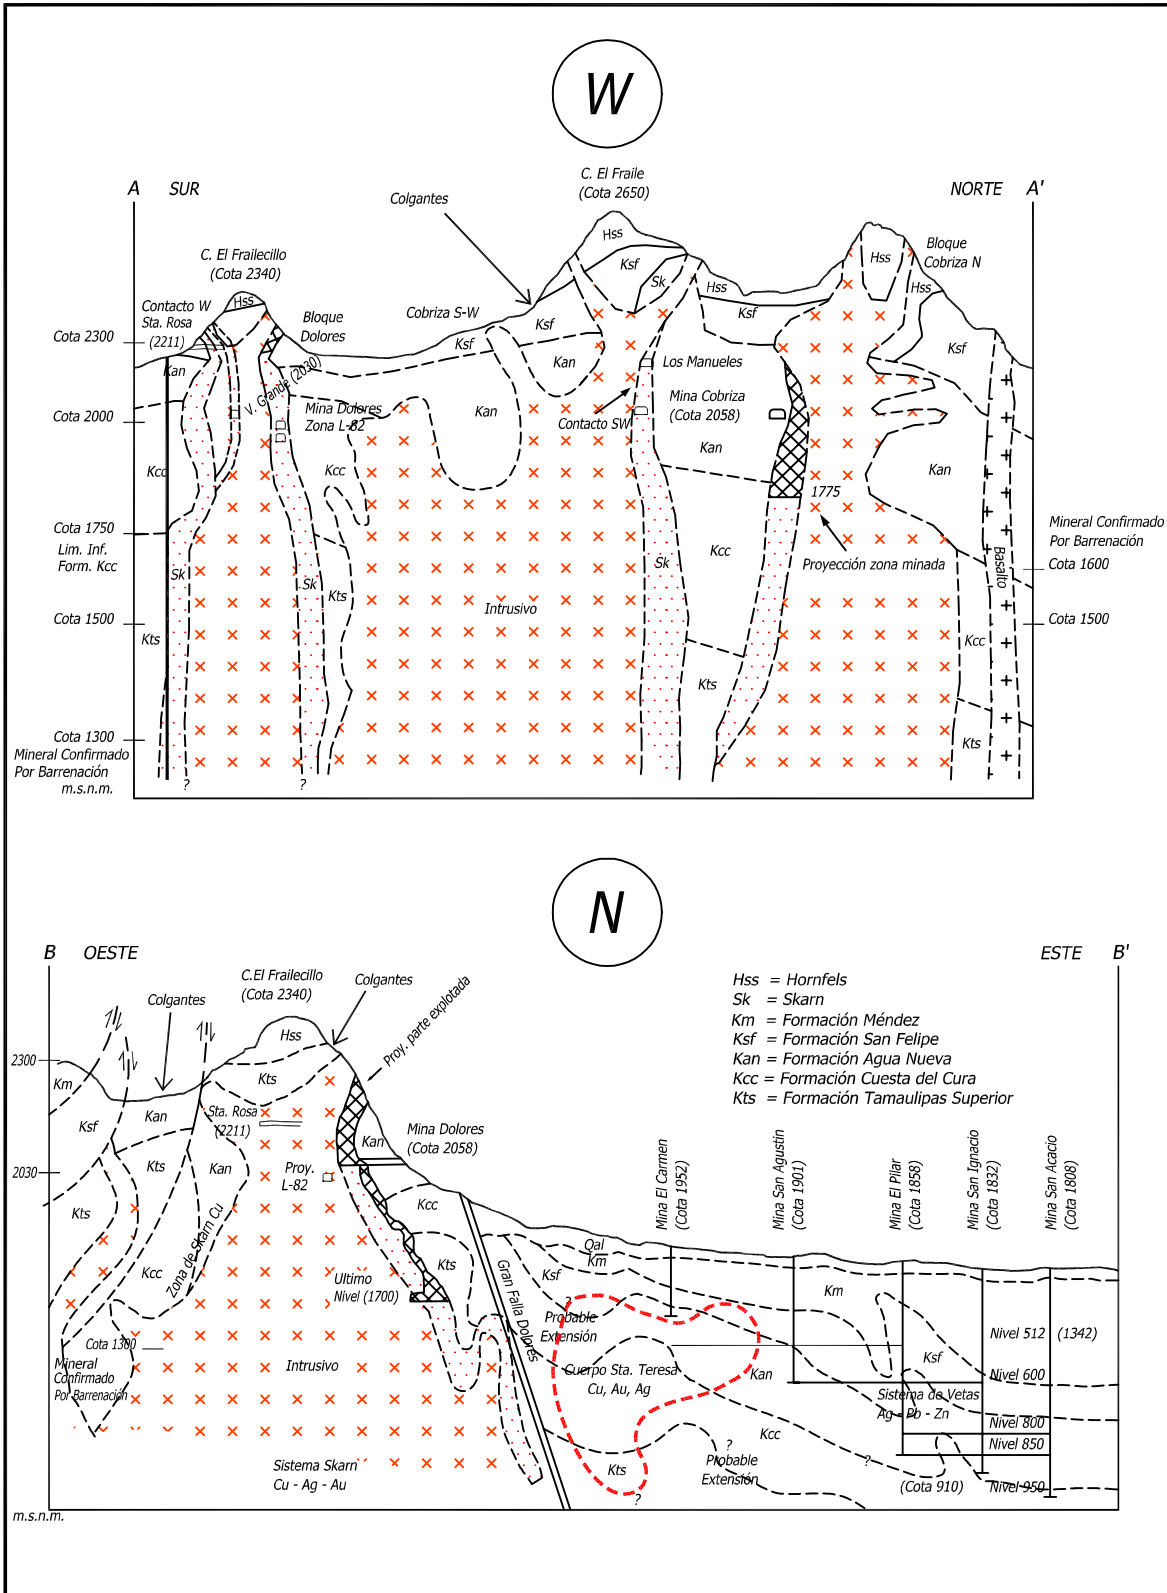 W
A SUR
NORTE A'
C. El Fraile
(Cota 2650)
Colgantes
C. El Frailecillo
(Cota 2340)
Hss
Ksf
Sk
Hss
Bloque
Cobriza N
Contacto W
Sta. Rosa
(2211)
Hss
Bloque
Dolores
Cobriza S-W
Ksf
Ksf
Hss
Ksf
Hss
Ksf
Cota 2300
Kan
V. Grande (2030)
Kan
Los Manueles
Mina Cobriza
(Cota 2058)
Cota 2000
Mina Dolores
Zona L-82
Kan
Contacto SW
Kan
Kan
Kcc
Kcc
1775
Cota 1750
Lim. Inf.
Form. Kcc
Mineral Confirmado
Por Barrenación
Cota 1600
Sk
Sk
Kts
Kcc
Sk
Proyección zona minada
Basalto
Intrusivo
Cota 1500
Cota 1500
Kts
Kcc
Kts
Kts
Cota 1300
Mineral Confirmado
Por Barrenación
m.s.n.m.
?
?
N
B OESTE
ESTE B'
C.El Frailecillo
(Cota 2340)
Colgantes
Colgantes
Proy. parte explotada
Hss = Hornfels
Sk = Skarn
Km = Formación Méndez
Ksf = Formación San Felipe
Kan = Formación Agua Nueva
Kcc = Formación Cuesta del Cura
Kts = Formación Tamaulipas Superior
Hss
2300
Km
Kts
Ksf
Kan
Sta. Rosa
(2211)
Kan
Mina Dolores
(Cota 2058)
Mina El Carmen
(Cota 1952)
Mina San Agustin
(Cota 1901)
Mina El Pilar
(Cota 1858)
Mina San Ignacio
(Cota 1832)
Mina San Acacio
(Cota 1808)
2030
Kts
Kan
Proy.
L-82
Kcc
Kts
Zona de Skarn Cu
Kcc
Ultimo
Nivel (1700)
Kts
Gran Falla Dolores
Ksf
Qal
Km
Km
?
Probable
Extensión
Cota 1300
Nivel 512 (1342)
Mineral
Confirmado
Por Barrenación
Intrusivo
Cuerpo Sta. Teresa
Cu, Au, Ag
Kan
Ksf
Nivel 600
Sistema de Vetas
Ag - Pb - Zn
Nivel 800
Kcc
Nivel 850
Sistema Skarn
Cu - Ag - Au
Kts
?
?
Probable
Extensión
?
(Cota 910)
Nivel 950
m.s.n.m.